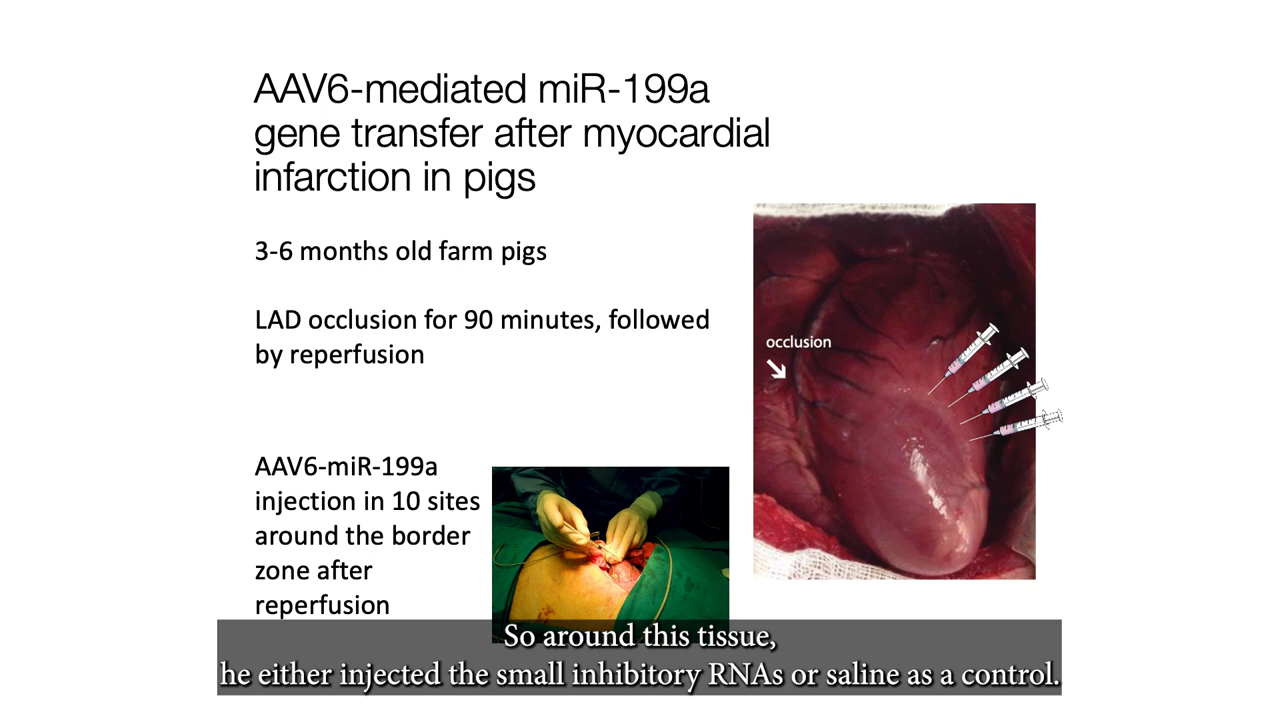 AAV6-mediated miR-199a
gene transfer after myocardial
infarction in pigs
3-6 months old farm pigs
LAD occlusion for 90 minutes, followed
by reperfusion
occlusion
AAV6-miR-199a
injection in 10 sites
around the border
zone after
reperfusion
So around this tissue,
he either injected the small inhibitory RNAs or saline as a control.